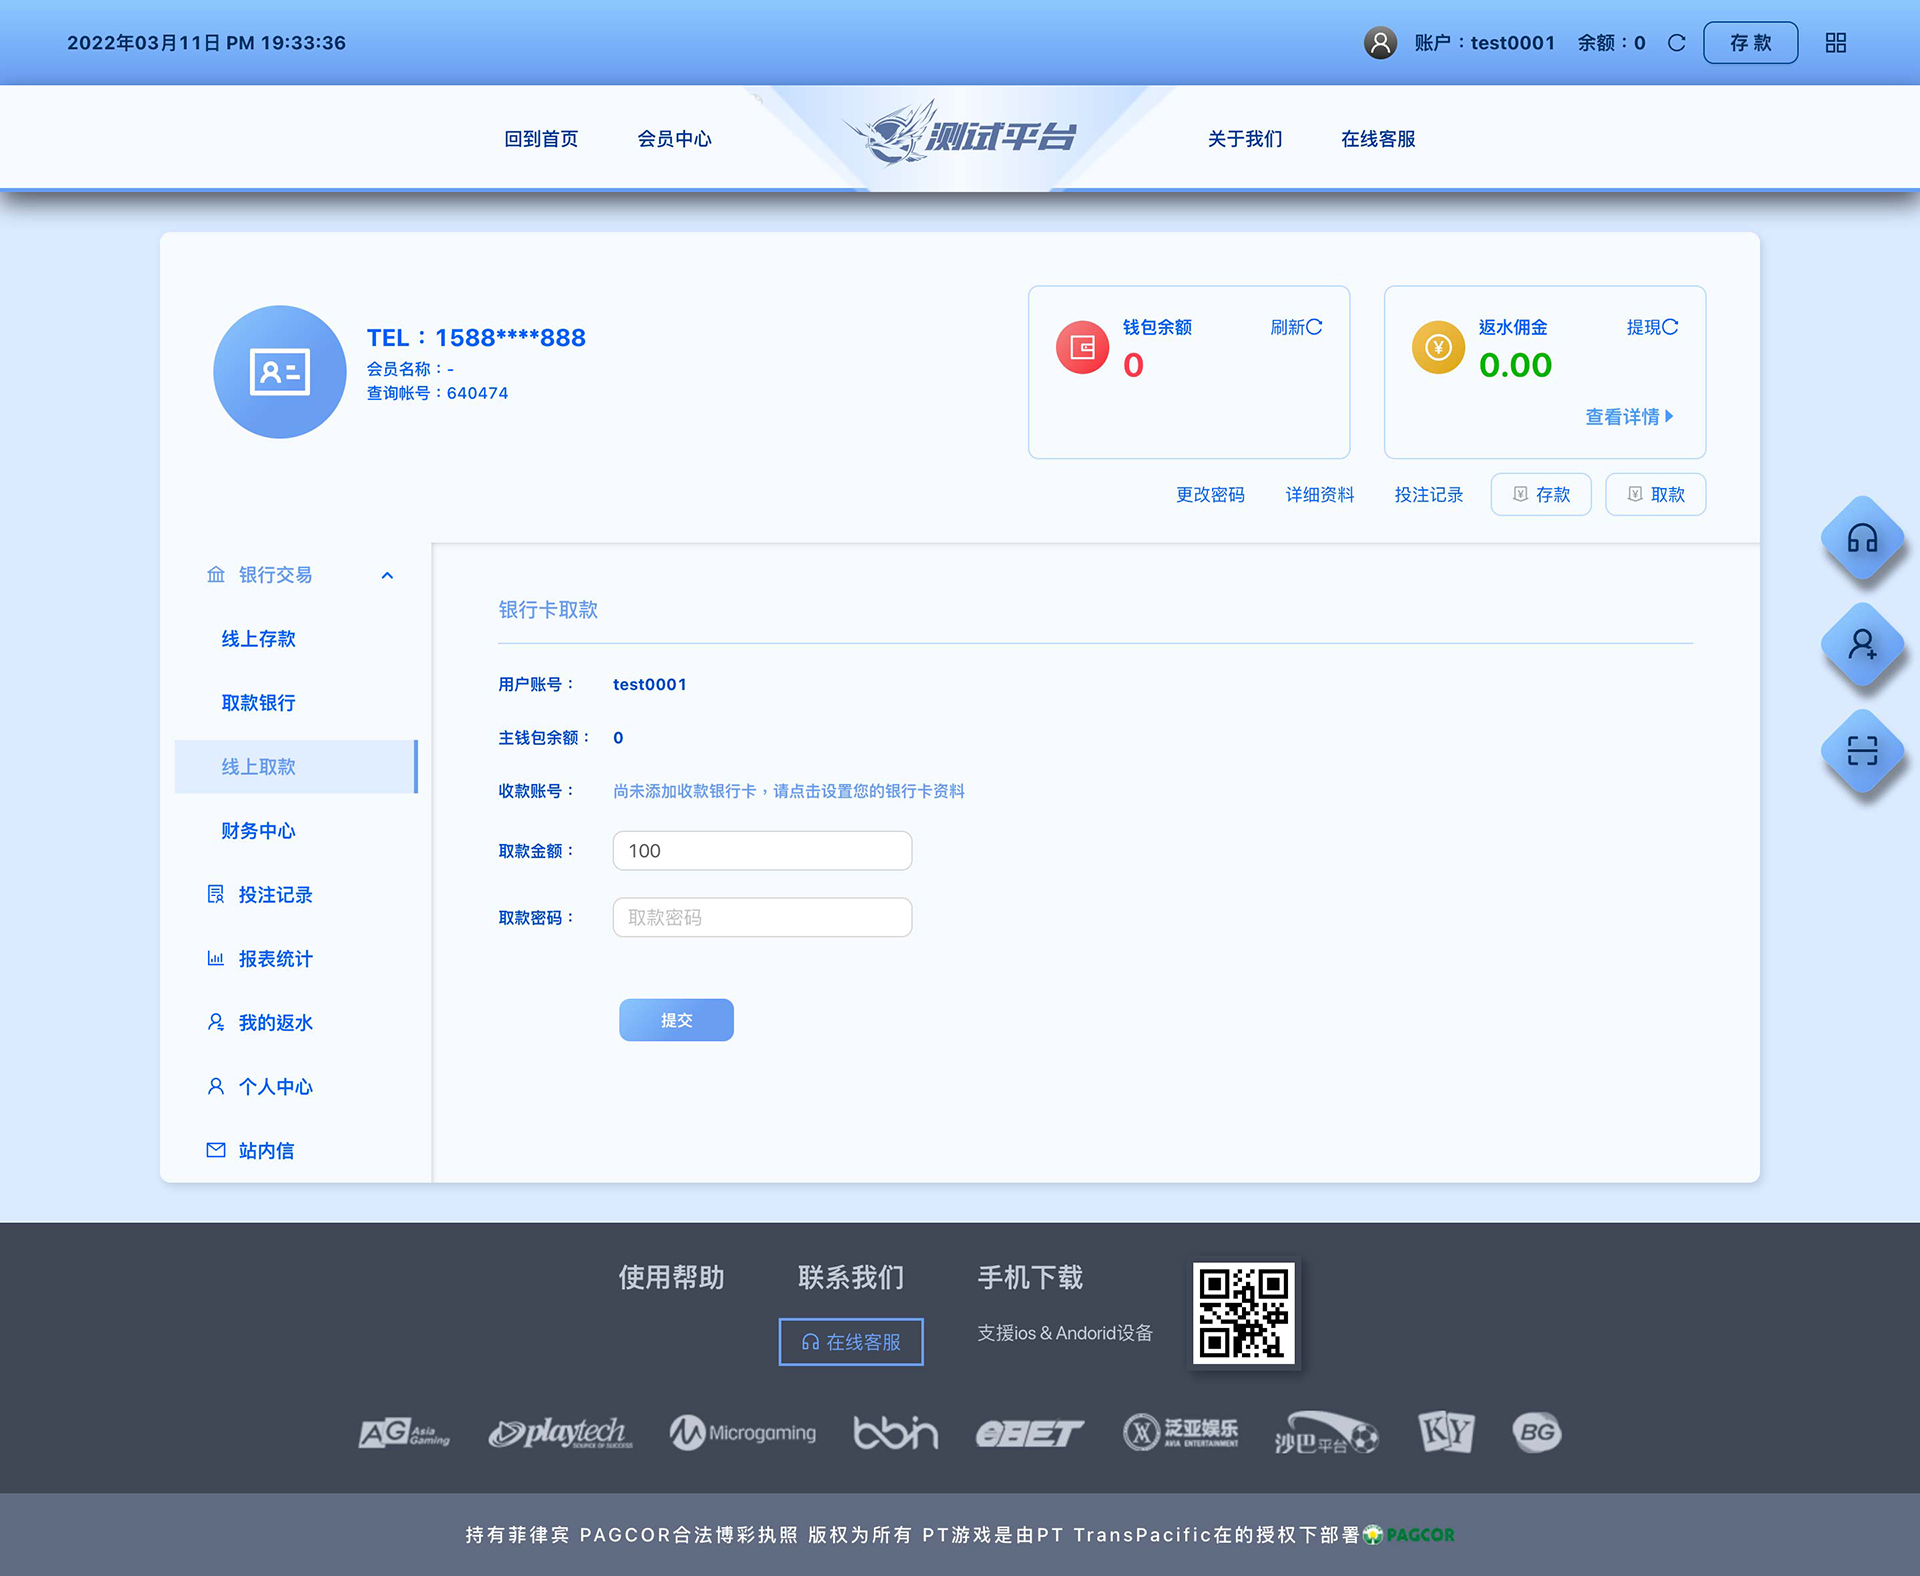 2022年03月11日 PM 19:33:36
账户：test0001 余额：0 存 款
回到首页 会员中心 测试平台 关于我们 在线客服
TEL：1588****888
会员名称：-
查询帐号：640474
钱包余额 刷新
0
返水佣金 提現
0.00
查看详情
更改密码 详细资料 投注记录 存款 取款
银行交易
线上存款
取款银行
线上取款
财务中心
投注记录
报表统计
我的返水
个人中心
站内信
银行卡取款
用户账号： test0001
主钱包余额： 0
收款账号： 尚未添加收款银行卡，请点击设置您的银行卡资料
取款金额： 100
取款密码： 取款密码
提交
使用帮助 联系我们 手机下载
在线客服
支援ios & Andorid设备
AG Asia Gaming
playtech SOURCE OF SUCCESS
Microgaming
bbin
eBET
泛亚娱乐 AVIA ENTERTAINMENT
沙巴平台
KY
BG
持有菲律宾 PAGCOR合法博彩执照 版权为所有 PT游戏是由PT TransPacific在的授权下部署 PAGCOR